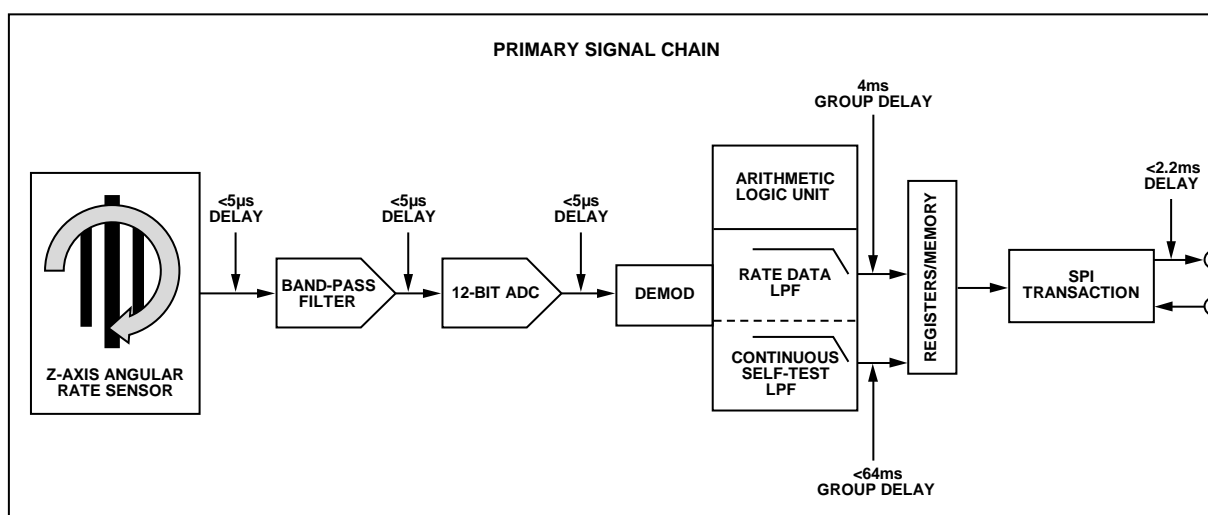 PRIMARY SIGNAL CHAIN
4ms
GROUP DELAY
<5µs
DELAY
<5µs
DELAY
<5µs
DELAY
<2.2ms
DELAY
Z-AXIS ANGULAR
RATE SENSOR
BAND-PASS
FILTER
12-BIT ADC
DEMOD
ARITHMETIC
LOGIC UNIT
RATE DATA
LPF
CONTINUOUS
SELF-TEST
LPF
REGISTERS/MEMORY
SPI
TRANSACTION
<64ms
GROUP DELAY